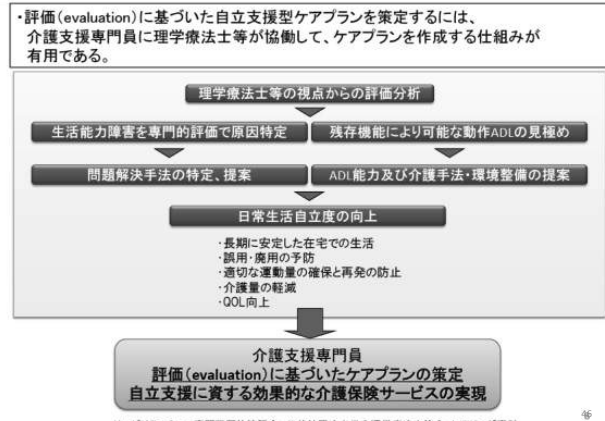 ・評価(evaluation)に基づいた自立支援型ケアプランを策定するには、
介護支援専門員に理学療法士等が協働して、ケアプランを作成する仕組みが
有用である。
理学療法士等の視点からの評価分析
生活能力障害を専門的評価で原因特定
残存機能により可能な動作ADLの見極め
問題解決手法の特定、提案
ADL能力及び介護手法・環境整備の提案
日常生活自立度の向上
・長期に安定した在宅での生活
・誤用・廃用の予防
・適切な運動量の確保と再発の防止
・介護量の軽減
・QOL向上
介護支援専門員
評価(evaluation)に基づいたケアプランの策定
自立支援に資する効果的な介護保険サービスの実現
46